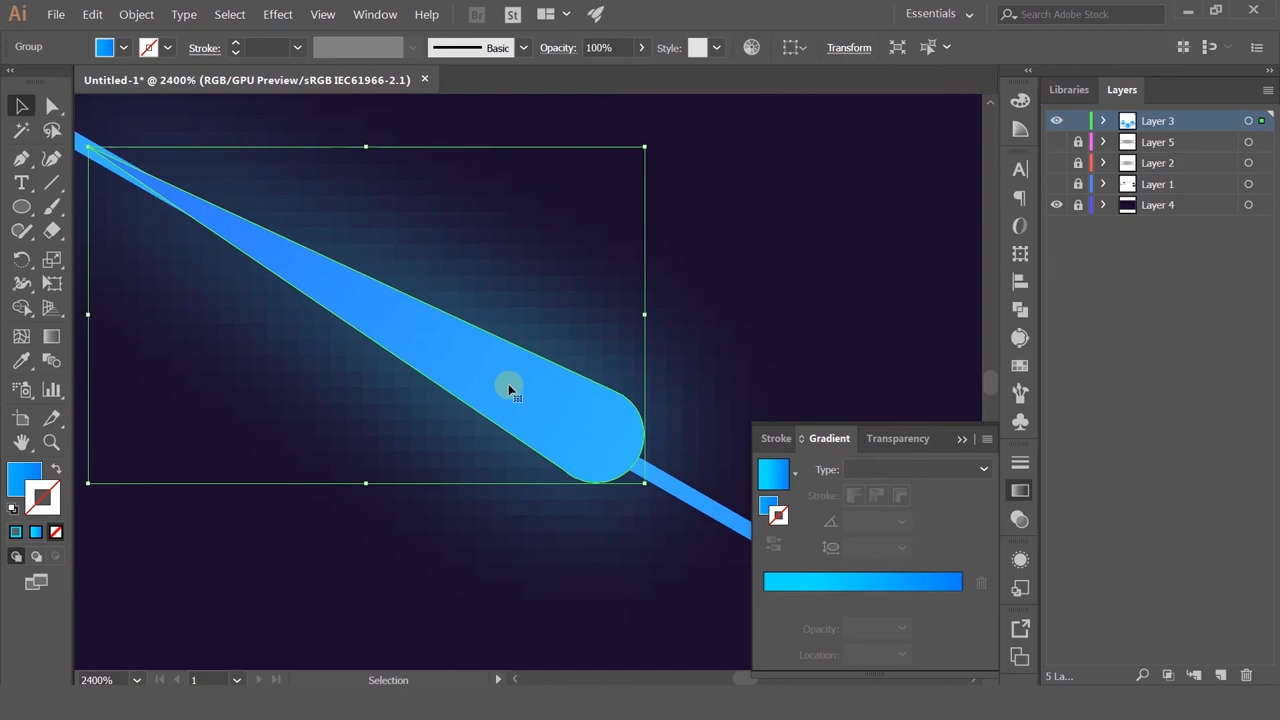 Ai File Edit Object Type Select Effect View Window Help Br St Essentials Search Adobe Stock
Group Stroke: Basic Opacity: 100% Style: Transform
Untitled-1* @ 2400% (RGB/GPU Preview/sRGB IEC61966-2.1) ×
Libraries Layers
Layer 3
Layer 5
Layer 2
Layer 1
Layer 4
Stroke Gradient Transparency
Type:
Stroke:
Opacity:
Location:
2400% 1 Selection
5 La...